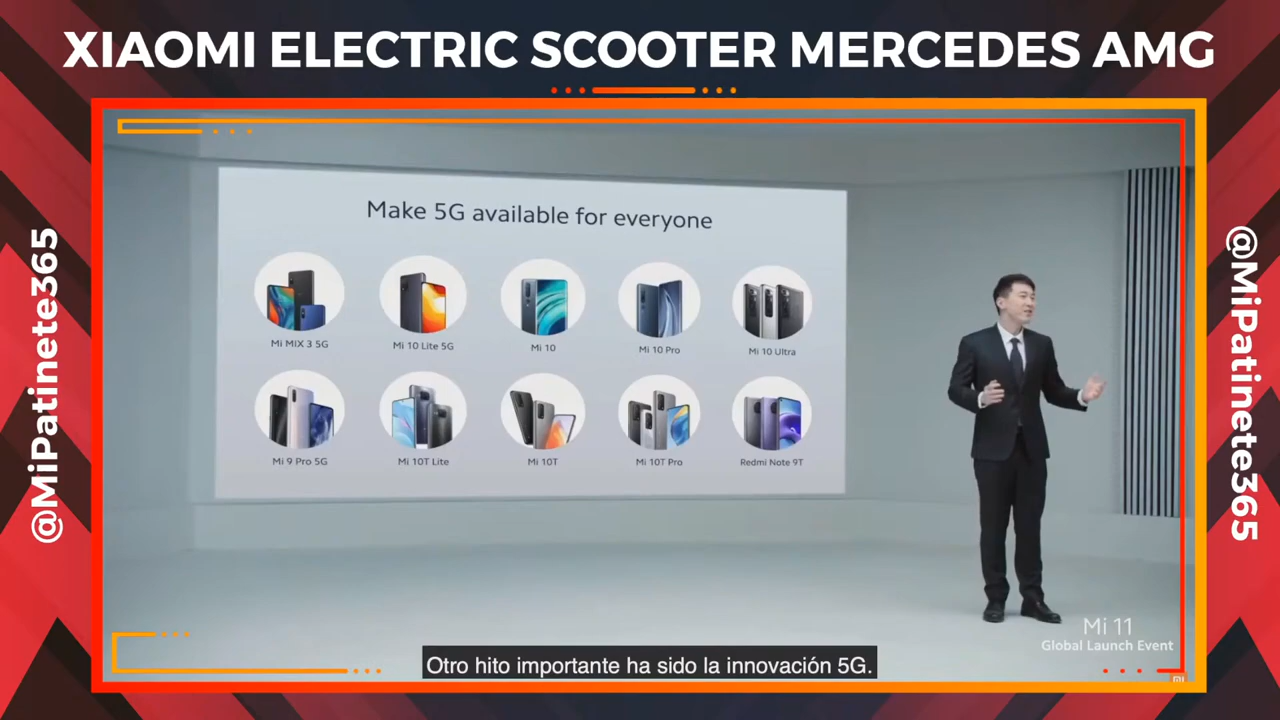 XIAOMI ELECTRIC SCOOTER MERCEDES AMG
@MiPatinete365
@MiPatinete365
Make 5G available for everyone
Mi MIX 3 5G
Mi 10 Lite 5G
Mi 10
Mi 10 Pro
Mi 10 Ultra
Mi 9 Pro 5G
Mi 10T Lite
Mi 10T
Mi 10T Pro
Redmi Note 9T
Mi 11
Global Launch Event
Otro hito importante ha sido la innovación 5G.